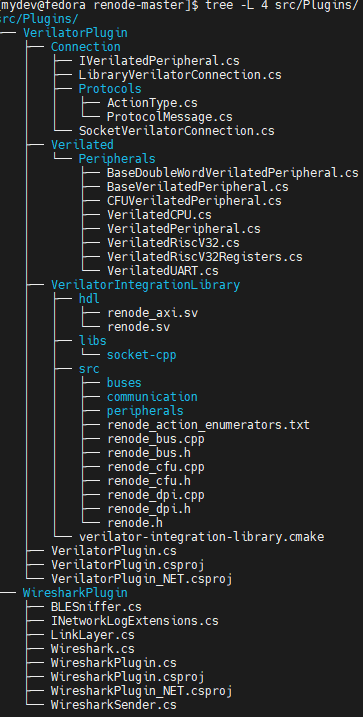 [mydev@fedora renode-master]$ tree -L 4 src/Plugins/
src/Plugins/
├── VerilatorPlugin
│   ├── Connection
│   │   ├── IVerilatedPeripheral.cs
│   │   ├── LibraryVerilatorConnection.cs
│   │   ├── Protocols
│   │   │   ├── ActionType.cs
│   │   │   └── ProtocolMessage.cs
│   │   └── SocketVerilatorConnection.cs
│   ├── Verilated
│   │   └── Peripherals
│   │       ├── BaseDoubleWordVerilatedPeripheral.cs
│   │       ├── BaseVerilatedPeripheral.cs
│   │       ├── CFUVerilatedPeripheral.cs
│   │       ├── VerilatedCPU.cs
│   │       ├── VerilatedPeripheral.cs
│   │       ├── VerilatedRiscV32.cs
│   │       ├── VerilatedRiscV32Registers.cs
│   │       └── VerilatedUART.cs
│   ├── VerilatorIntegrationLibrary
│   │   ├── hdl
│   │   │   ├── renode_axi.sv
│   │   │   └── renode.sv
│   │   ├── libs
│   │   │   └── socket-cpp
│   │   ├── src
│   │   │   ├── buses
│   │   │   ├── communication
│   │   │   ├── peripherals
│   │   │   ├── renode_action_enumerators.txt
│   │   │   ├── renode_bus.cpp
│   │   │   ├── renode_bus.h
│   │   │   ├── renode_cfu.cpp
│   │   │   ├── renode_cfu.h
│   │   │   ├── renode_dpi.cpp
│   │   │   ├── renode_dpi.h
│   │   │   └── renode.h
│   │   └── verilator-integration-library.cmake
│   ├── VerilatorPlugin.cs
│   ├── VerilatorPlugin.csproj
│   └── VerilatorPlugin_NET.csproj
└── WiresharkPlugin
    ├── BLESniffer.cs
    ├── INetworkLogExtensions.cs
    ├── LinkLayer.cs
    ├── Wireshark.cs
    ├── WiresharkPlugin.cs
    ├── WiresharkPlugin.csproj
    ├── WiresharkPlugin_NET.csproj
    └── WiresharkSender.cs